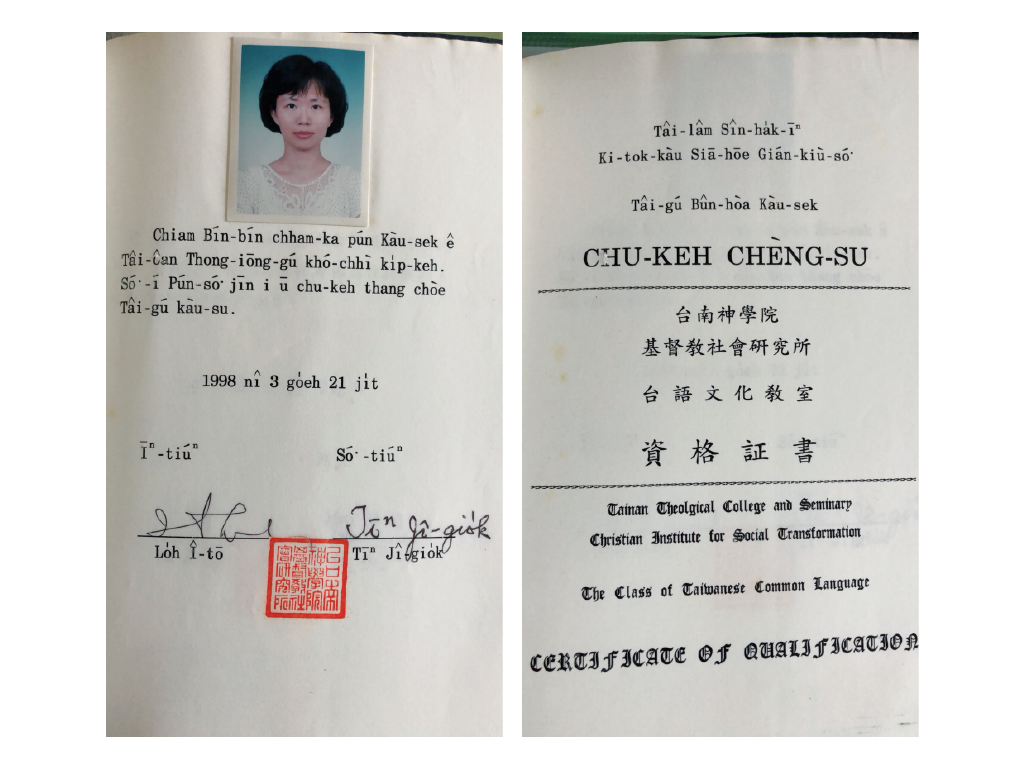 Chiam Bín-bín chham-ka pún Kàu-sek ê
Tâi-Oan Thong-iōng-gú khó-chhì ki̍p-keh.
Só͘-í Pún-só͘ jīn i ū chu-keh thang chòe
Tâi-gú kàu-su.
1998 nî 3 goe̍h 21 ji̍t
Īⁿ-tiúⁿ Só͘-tiúⁿ
Tīⁿ Jî-gio̍k
Lo̍h Î-tō Tīⁿ Jî-gio̍k
Tâi-lâm Sîn-ha̍k-īⁿ
Ki-tok-kàu Siā-hōe Gián-kiù-só͘
Tâi-gú Bûn-hòa Kàu-sek
CHU-KEH CHÈNG-SU
台南神學院
基督教社會研究所
台語文化教室
資格証書
Tainan Theolgical College and Seminary
Christian Institute for Social Transformation
The Class of Taiwanese Common Language
CERTIFICATE OF QUALIFICATION